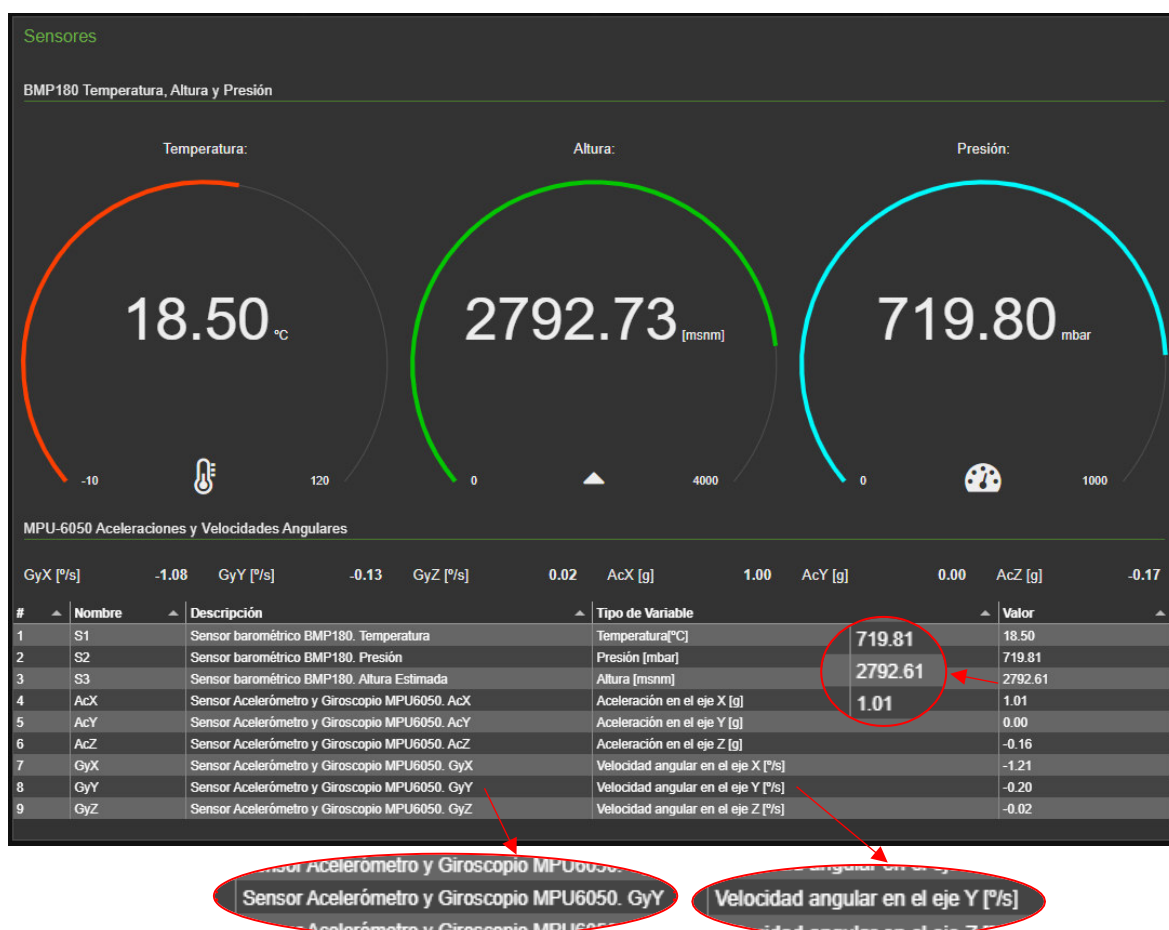 Sensores
BMP180 Temperatura, Altura y Presión
Temperatura: Altura: Presión:
18.50 ºC 2792.73 [msnm] 719.80 mbar
-10 120 0 4000 0 1000
MPU-6050 Aceleraciones y Velocidades Angulares
GyX [º/s] -1.08 GyY [º/s] -0.13 GyZ [º/s] 0.02 AcX [g] 1.00 AcY [g] 0.00 AcZ [g] -0.17
# Nombre Descripción Tipo de Variable Valor
1 S1 Sensor barométrico BMP180. Temperatura Temperatura[ºC] 18.50
2 S2 Sensor barométrico BMP180. Presión Presión [mbar] 719.81
3 S3 Sensor barométrico BMP180. Altura Estimada Altura [msnm] 2792.61
4 AcX Sensor Acelerómetro y Giroscopio MPU6050. AcX Aceleración en el eje X [g] 1.01
5 AcY Sensor Acelerómetro y Giroscopio MPU6050. AcY Aceleración en el eje Y [g] 0.00
6 AcZ Sensor Acelerómetro y Giroscopio MPU6050. AcZ Aceleración en el eje Z [g] -0.16
7 GyX Sensor Acelerómetro y Giroscopio MPU6050. GyX Velocidad angular en el eje X [º/s] -1.21
8 GyY Sensor Acelerómetro y Giroscopio MPU6050. GyY Velocidad angular en el eje Y [º/s] -0.20
9 GyZ Sensor Acelerómetro y Giroscopio MPU6050. GyZ Velocidad angular en el eje Z [º/s] -0.02
719.81
2792.61
1.01
Acelerómetro y Giroscopio
Sensor Acelerómetro y Giroscopio MPU6050. GyY
Velocidad angular en el eje Y [º/s]